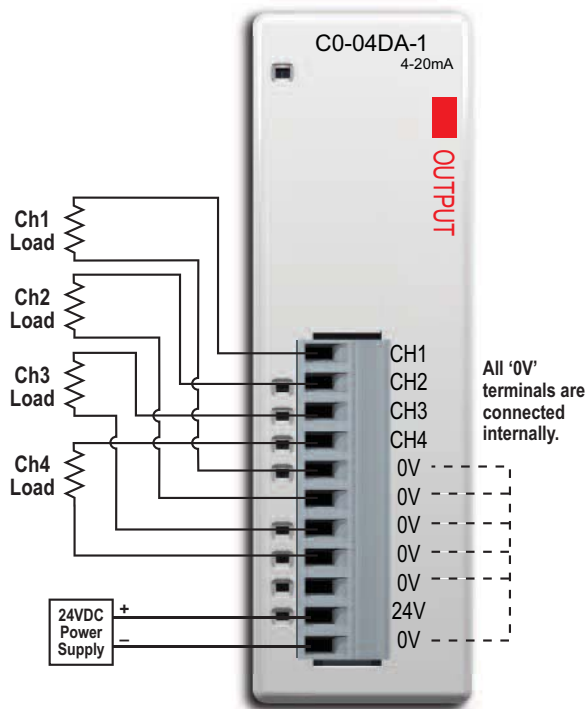 C0-04DA-1
4-20mA
OUTPUT
Ch1
Load
Ch2
Load
Ch3
Load
Ch4
Load
CH1
CH2
CH3
CH4
0V
0V
0V
0V
0V
24V
0V
All ‘0V’
terminals are
connected
internally.
24VDC
Power
Supply
+
–